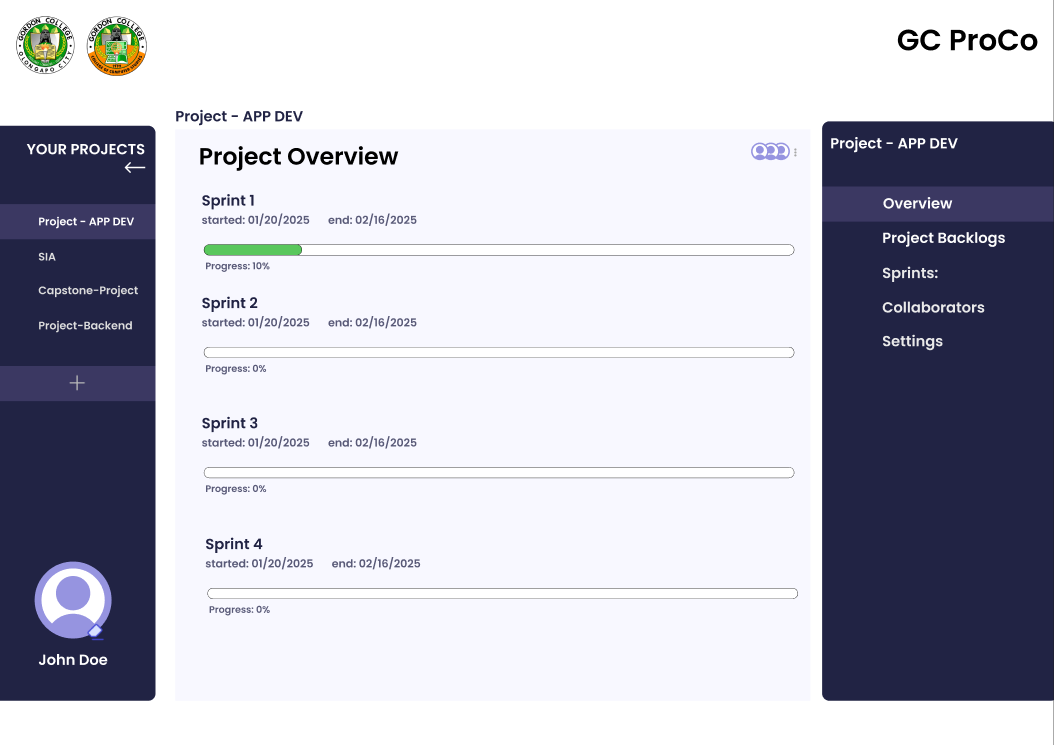 GORDON COLLEGE
OLONGAPO CITY
GORDON COLLEGE
COLLEGE OF COMPUTER STUDIES
GC ProCo
Project - APP DEV
YOUR PROJECTS
Project - APP DEV
SIA
Capstone-Project
Project-Backend
John Doe
Project Overview
Sprint 1
started: 01/20/2025 end: 02/16/2025
Progress: 10%
Sprint 2
started: 01/20/2025 end: 02/16/2025
Progress: 0%
Sprint 3
started: 01/20/2025 end: 02/16/2025
Progress: 0%
Sprint 4
started: 01/20/2025 end: 02/16/2025
Progress: 0%
Project - APP DEV
Overview
Project Backlogs
Sprints:
Collaborators
Settings